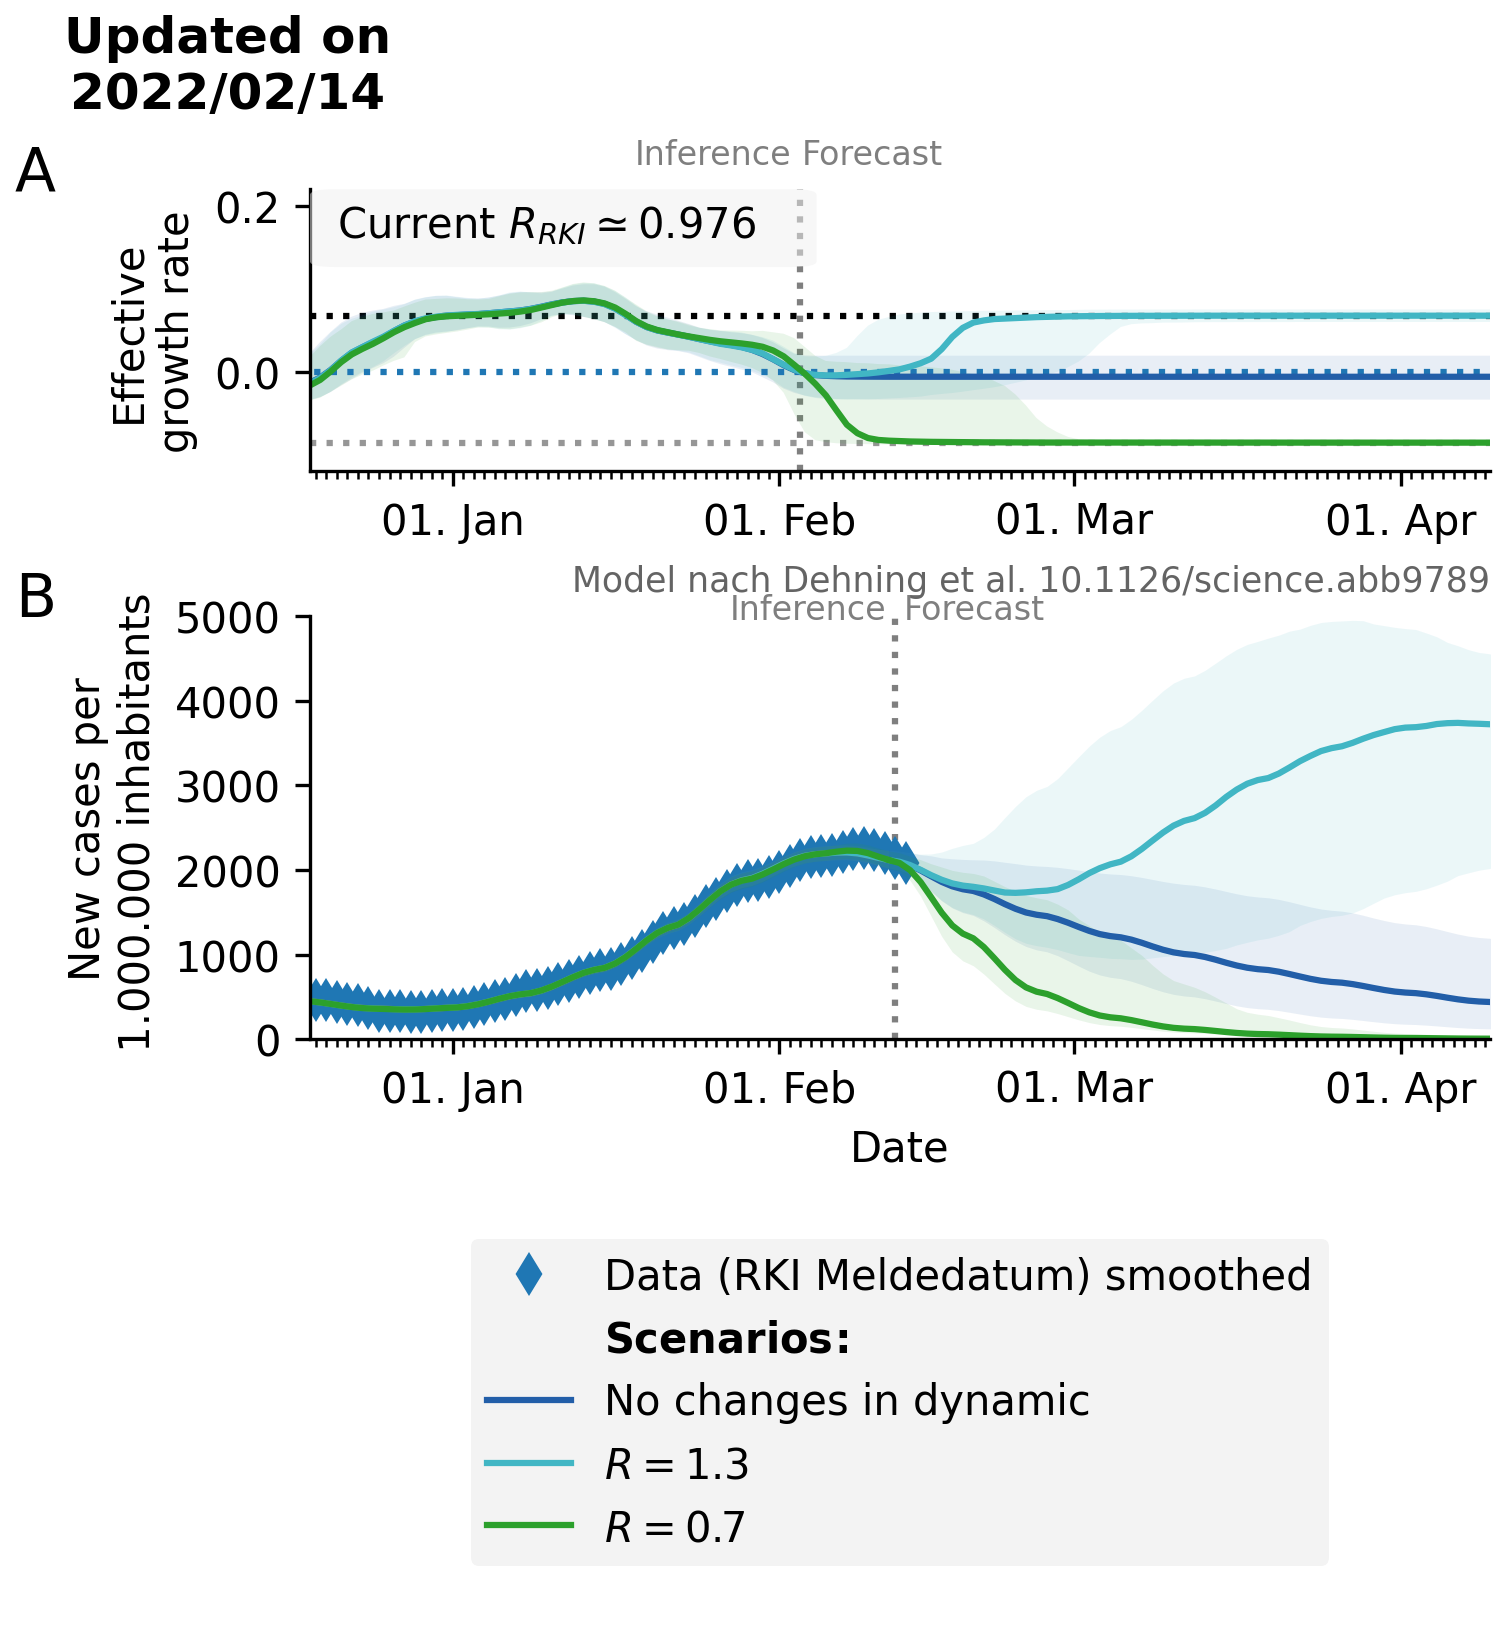 Updated on
2022/02/14
A
Inference Forecast
Effective
growth rate
0.2
0.0
Current R_RKI ≃ 0.976
01. Jan
01. Feb
01. Mar
01. Apr
Model nach Dehning et al. 10.1126/science.abb9789
B
Inference Forecast
New cases per
1.000.000 inhabitants
5000
4000
3000
2000
1000
0
01. Jan
01. Feb
01. Mar
01. Apr
Date
Data (RKI Meldedatum) smoothed
Scenarios:
No changes in dynamic
R = 1.3
R = 0.7